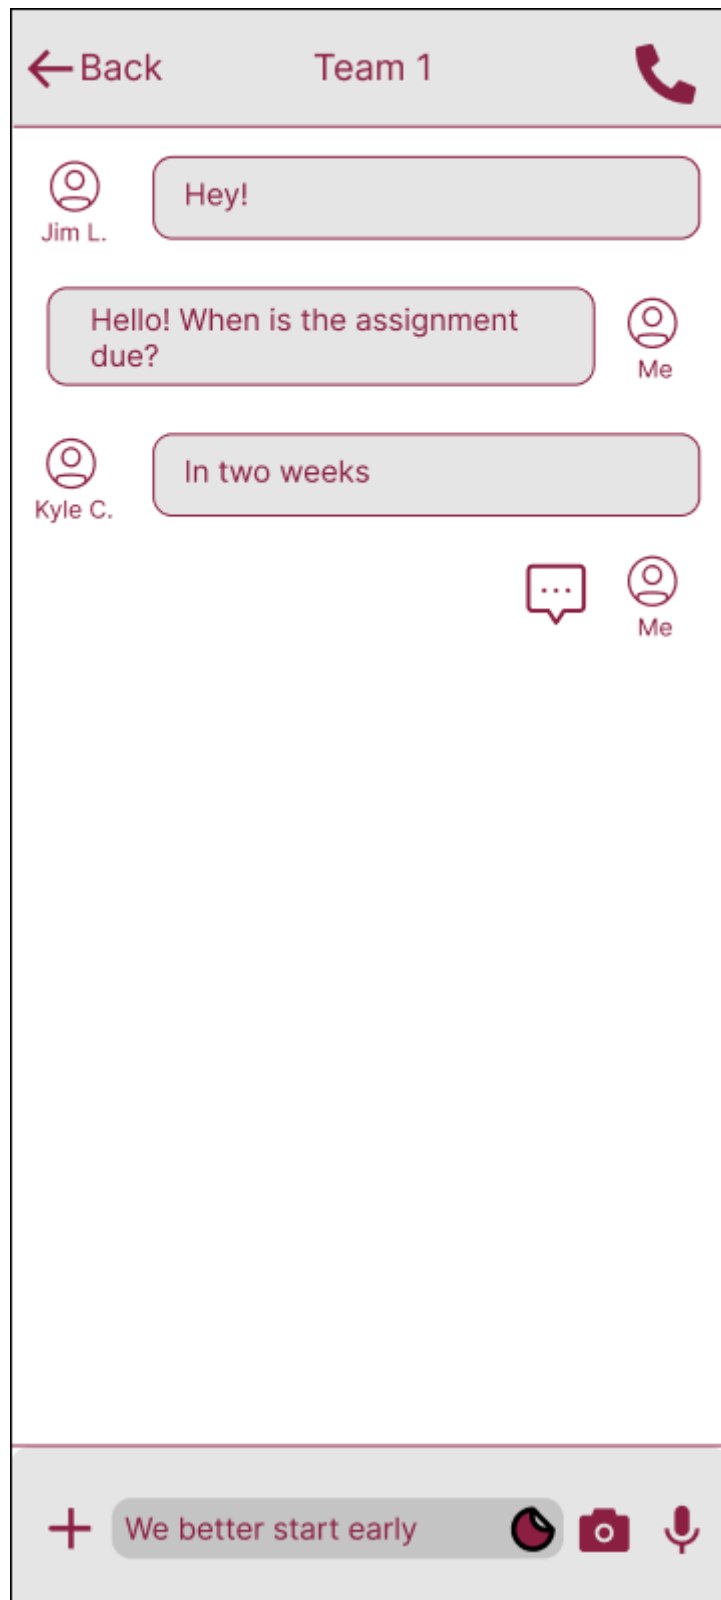 Back
Team 1
Hey!
Jim L.
Hello! When is the assignment
due?
Me
In two weeks
Kyle C.
...
Me
We better start early